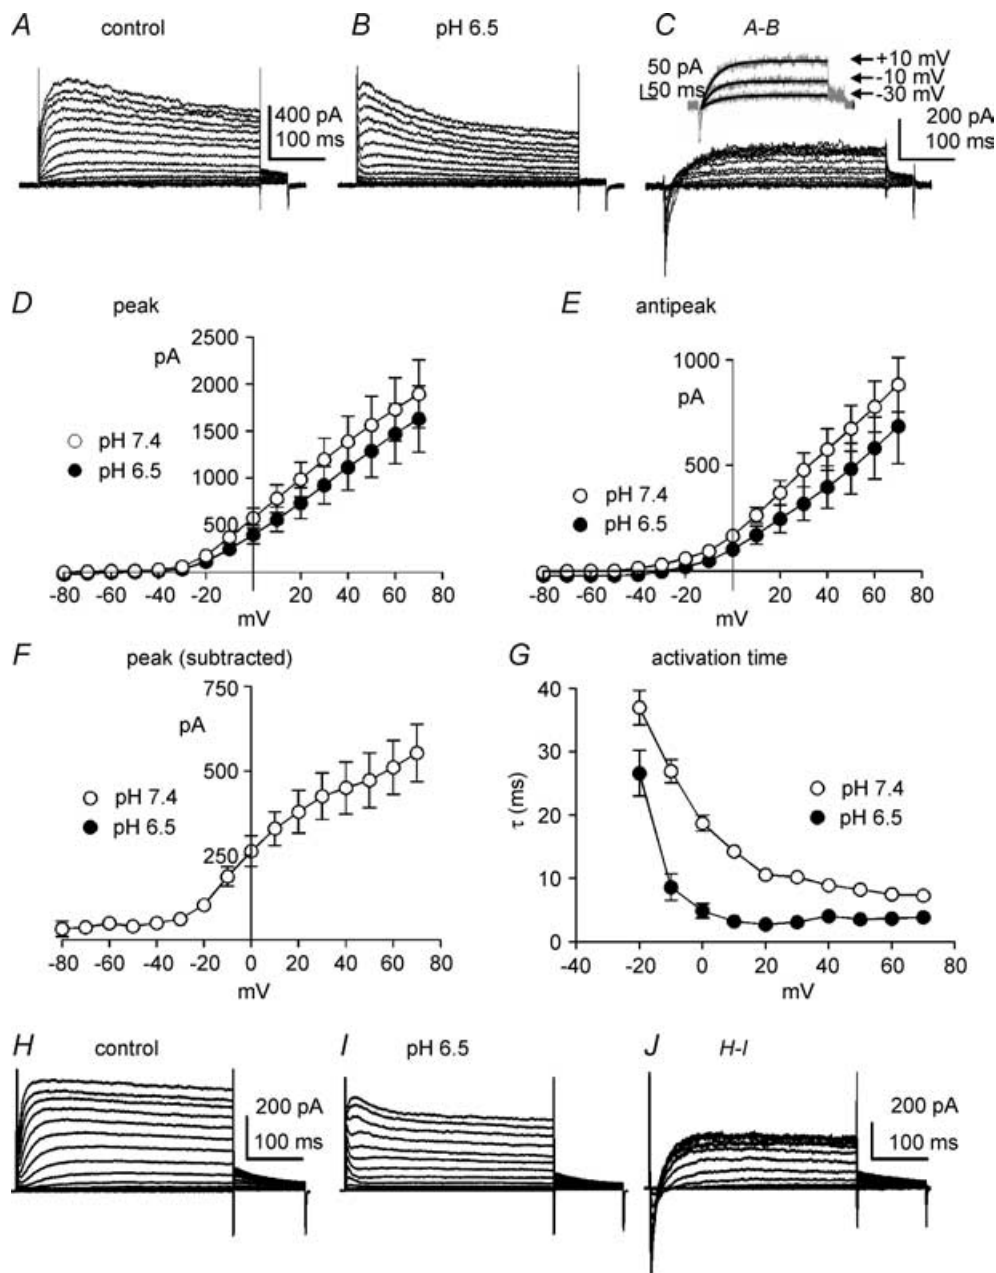 A control
B pH 6.5
C A-B
400 pA
100 ms
50 pA
50 ms
+10 mV
-10 mV
-30 mV
200 pA
100 ms
D peak
pA
2500
2000
1500
1000
500
pH 7.4
pH 6.5
-80 -60 -40 -20 0 20 40 60 80
mV
E antipeak
pA
1000
500
pH 7.4
pH 6.5
-80 -60 -40 -20 0 20 40 60 80
mV
F peak (subtracted)
pA
750
500
250
pH 7.4
pH 6.5
-80 -60 -40 -20 0 20 40 60 80
mV
G activation time
τ (ms)
40
30
20
10
0
pH 7.4
pH 6.5
-40 -20 0 20 40 60 80
mV
H control
200 pA
100 ms
I pH 6.5
J H-I
200 pA
100 ms